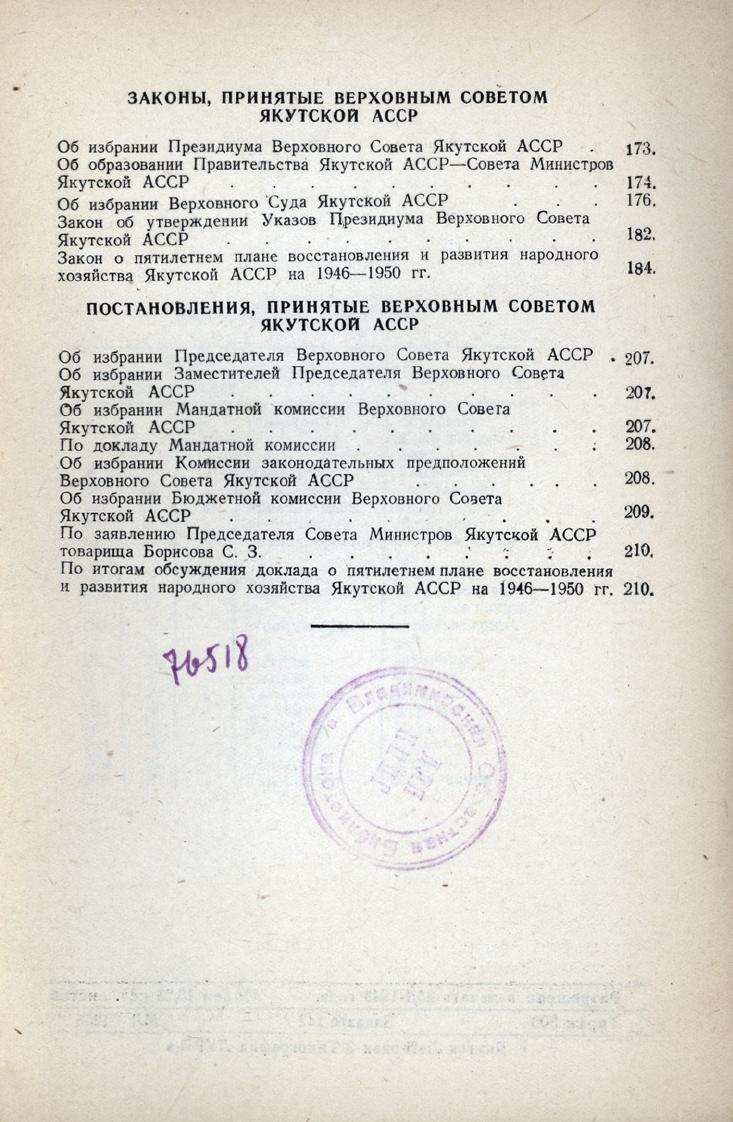 ЗАКОНЫ, ПРИНЯТЫЕ ВЕРХОВНЫМ СОВЕТОМ
ЯКУТСКОЙ АССР
Об избрании Президиума Верховного Совета Якутской АССР . 173.
Об образовании Правительства Якутской АССР—Совета Министров
Якутской АССР . . . . . . . . . . 174.
Об избрании Верховного Суда Якутской АССР . . . 176.
Закон об утверждении Указов Президиума Верховного Совета
Якутской АССР . . . . . . . . . . 182.
Закон о пятилетнем плане восстановления и развития народного
хозяйства Якутской АССР на 1946—1950 гг. 184.
ПОСТАНОВЛЕНИЯ, ПРИНЯТЫЕ ВЕРХОВНЫМ СОВЕТОМ
ЯКУТСКОЙ АССР
Об избрании Председателя Верховного Совета Якутской АССР . 207.
Об избрании Заместителей Председателя Верховного Совета
Якутской АССР . . . . . . . . . . 207.
Об избрании Мандатной комиссии Верховного Совета
Якутской АССР . . . . . . . . . . 207.
По докладу Мандатной комиссии . . . . . . . 208.
Об избрании Комиссии законодательных предположений
Верховного Совета Якутской АССР . . . . . . 208.
Об избрании Бюджетной комиссии Верховного Совета
Якутской АССР . . . . . . . . . . 209.
По заявлению Председателя Совета Министров Якутской АССР
товарища Борисова С. З. . . . . . . . . 210.
По итогам обсуждения доклада о пятилетнем плане восстановления
и развития народного хозяйства Якутской АССР на 1946—1950 гг. 210.
76518
Владимирская Областная Библиотека